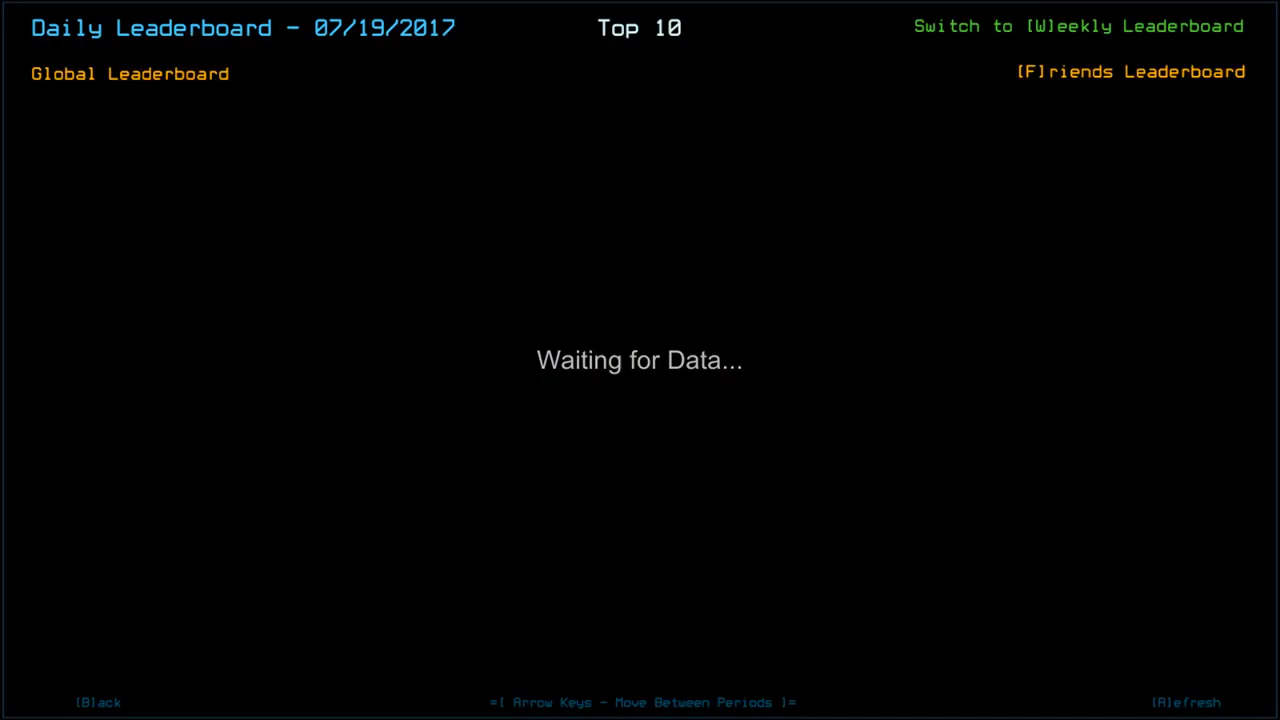 Daily Leaderboard - 07/19/2017
Top 10
Switch to [W]eekly Leaderboard
Global Leaderboard
[F]riends Leaderboard
Waiting for Data...
[B]ack
=[ Arrow Keys - Move Between Periods ]=
[R]efresh